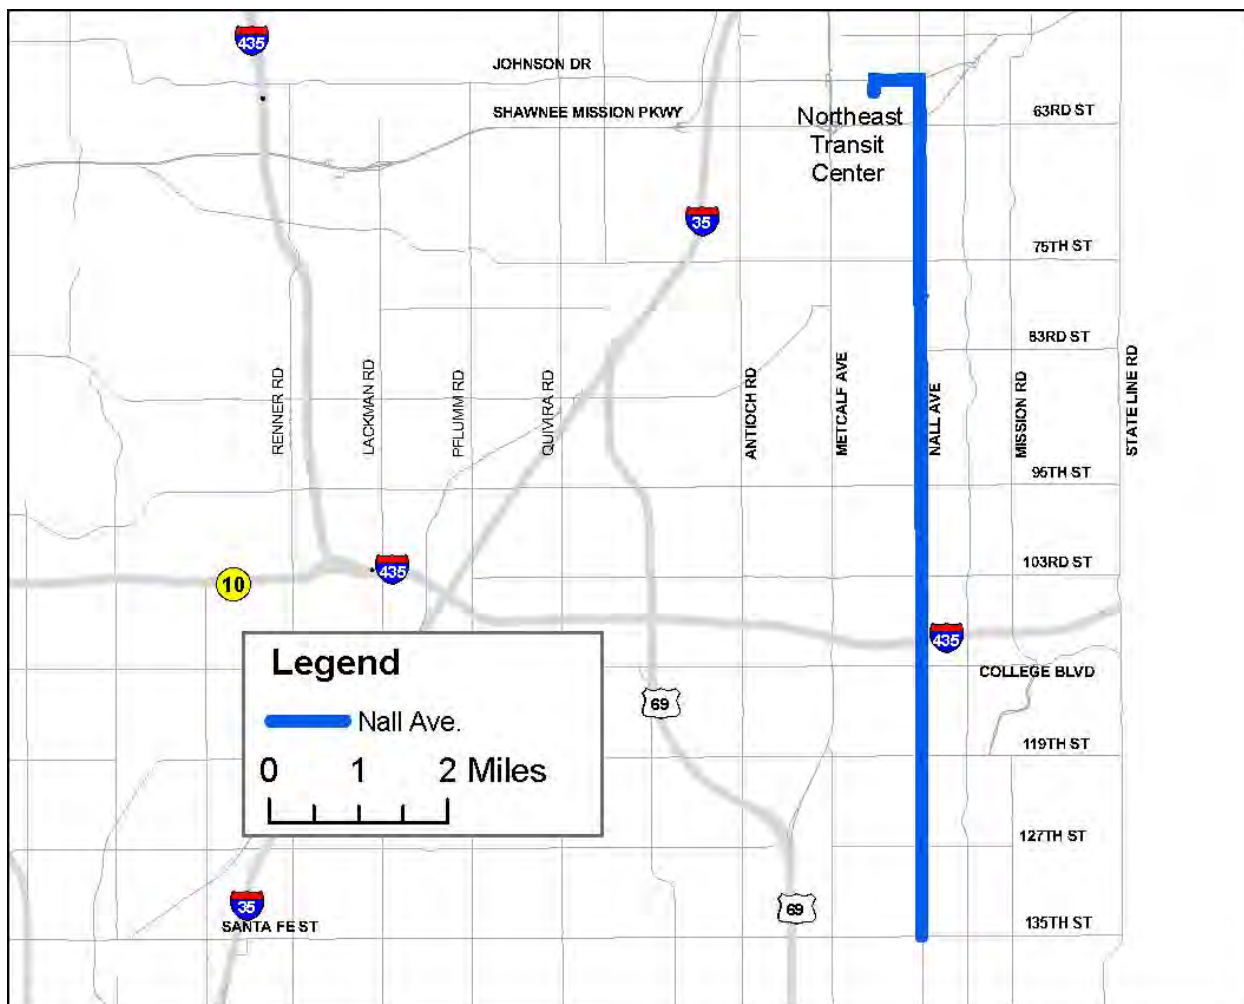 435
JOHNSON DR
SHAWNEE MISSION PKWY
63RD ST
Northeast
Transit
Center
35
75TH ST
83RD ST
RENNER RD
LACKMAN RD
PFLUMM RD
QUIVIRA RD
ANTIOCH RD
METCALF AVE
NALL AVE
MISSION RD
STATE LINE RD
95TH ST
103RD ST
435
10
435
COLLEGE BLVD
Legend
Nall Ave.
0 1 2 Miles
69
119TH ST
127TH ST
35
SANTA FE ST
69
135TH ST